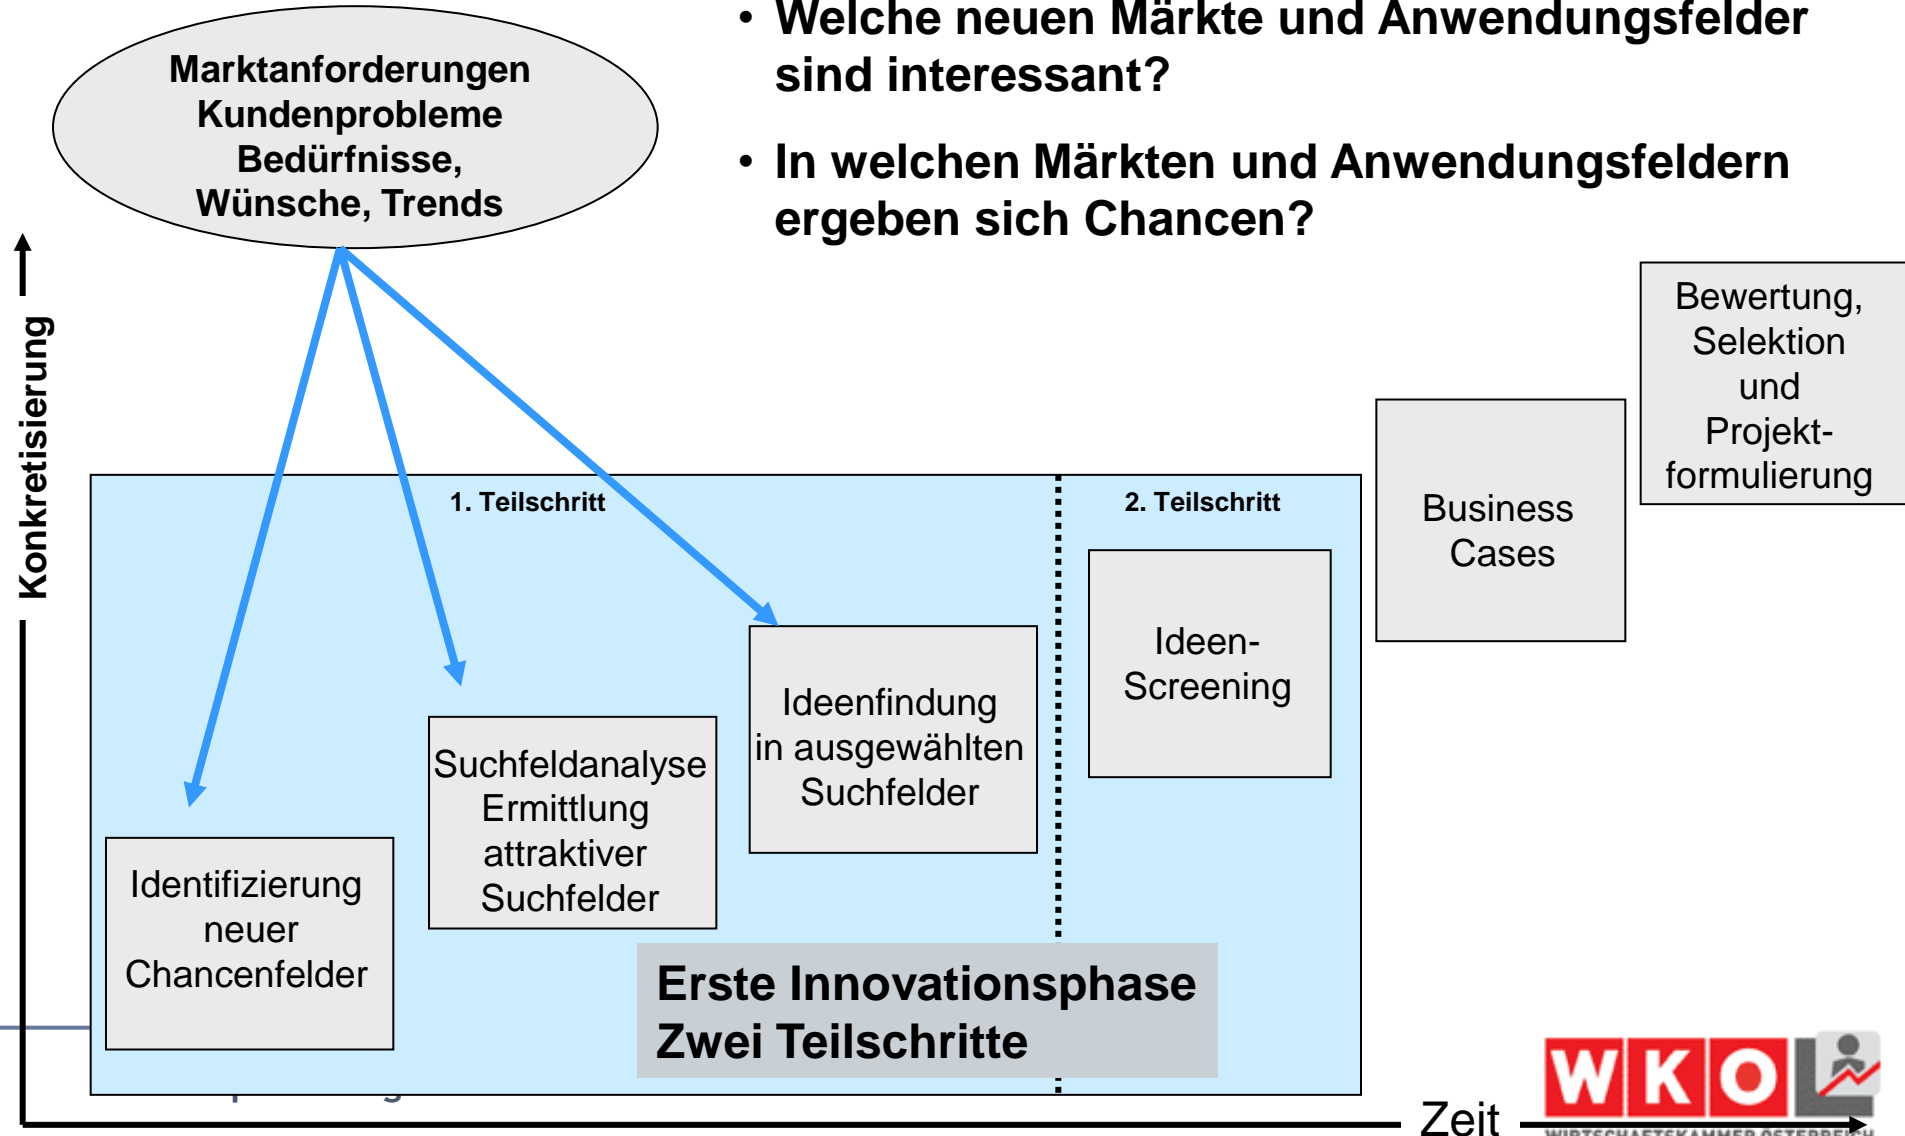 • Welche neuen Märkte und Anwendungsfelder
sind interessant?
• In welchen Märkten und Anwendungsfeldern
ergeben sich Chancen?
Marktanforderungen
Kundenprobleme
Bedürfnisse,
Wünsche, Trends
Konkretisierung
1. Teilschritt
2. Teilschritt
Identifizierung
neuer
Chancenfelder
Suchfeldanalyse
Ermittlung
attraktiver
Suchfelder
Ideenfindung
in ausgewählten
Suchfelder
Ideen-
Screening
Business
Cases
Bewertung,
Selektion
und
Projekt-
formulierung
Erste Innovationsphase
Zwei Teilschritte
Zeit
WKO
WIRTSCHAFTSKAMMER ÖSTERREICH